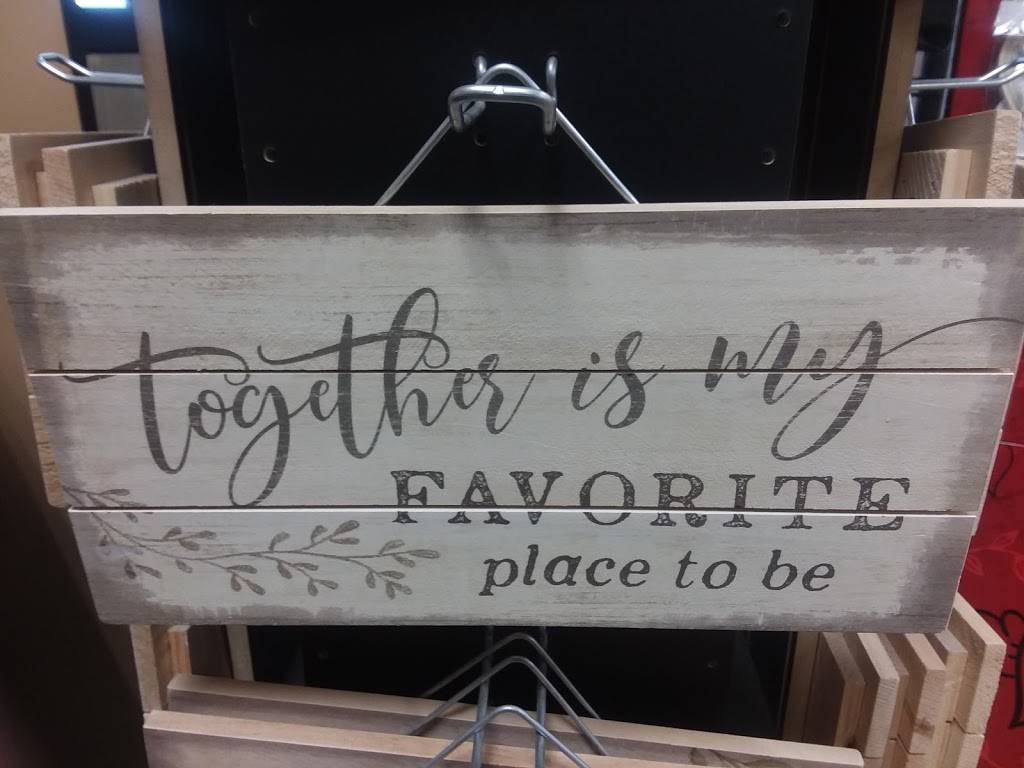 together is my
FAVORITE
place to be